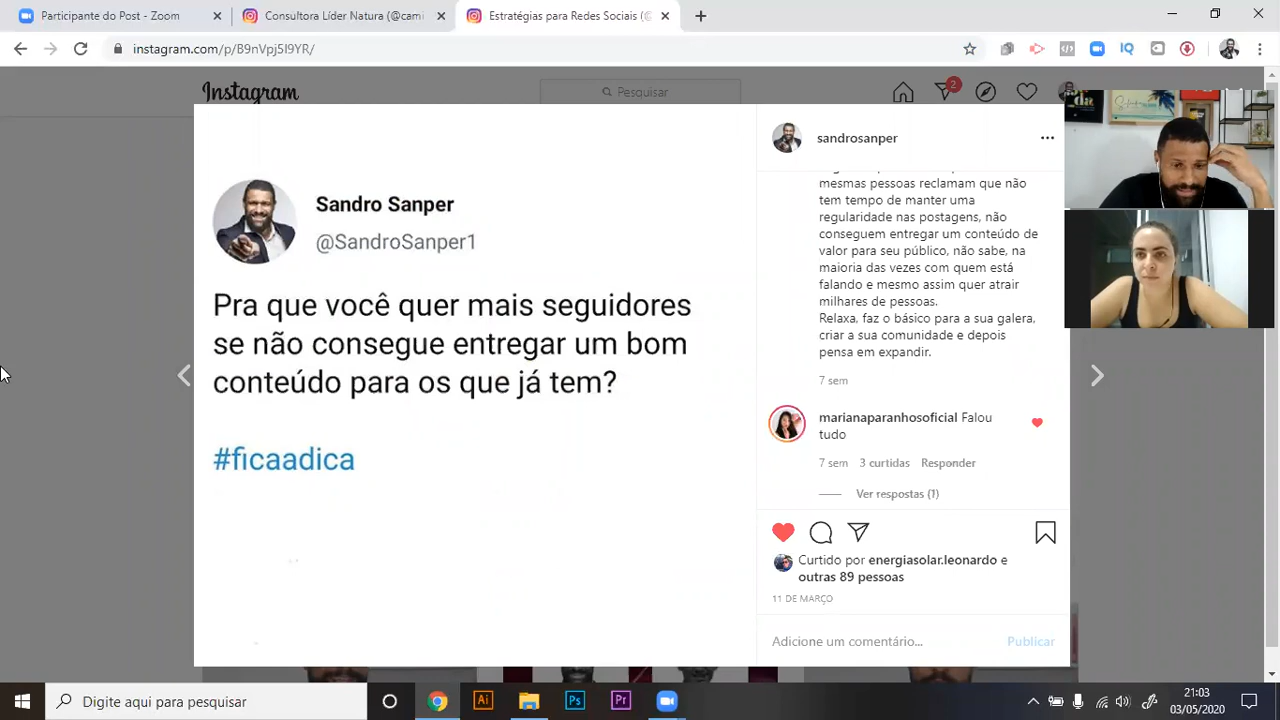 Participante do Post - Zoom
Consultora Líder Natura (@cami
Estratégias para Redes Sociais (@
instagram.com/p/B9nVpj5I9YR/
Instagram
Pesquisar
2
sandrosanper
Sandro Sanper
@SandroSanper1
Pra que você quer mais seguidores
se não consegue entregar um bom
conteúdo para os que já tem?
#ficaadica
mesmas pessoas reclamam que não
tem tempo de manter uma
regularidade nas postagens, não
conseguem entregar um conteúdo de
valor para seu público, não sabe, na
maioria das vezes com quem está
falando e mesmo assim quer atrair
milhares de pessoas.
Relaxa, faz o básico para a sua galera,
criar a sua comunidade e depois
pensa em expandir.
7 sem
marianaparanhosoficial Falou
tudo
7 sem 3 curtidas Responder
Ver respostas (1)
Curtido por energiasolar.leonardo e
outras 89 pessoas
11 DE MARÇO
Adicione um comentário... Publicar
Digite aqui para pesquisar
Ai
Ps
Pr
21:03
03/05/2020